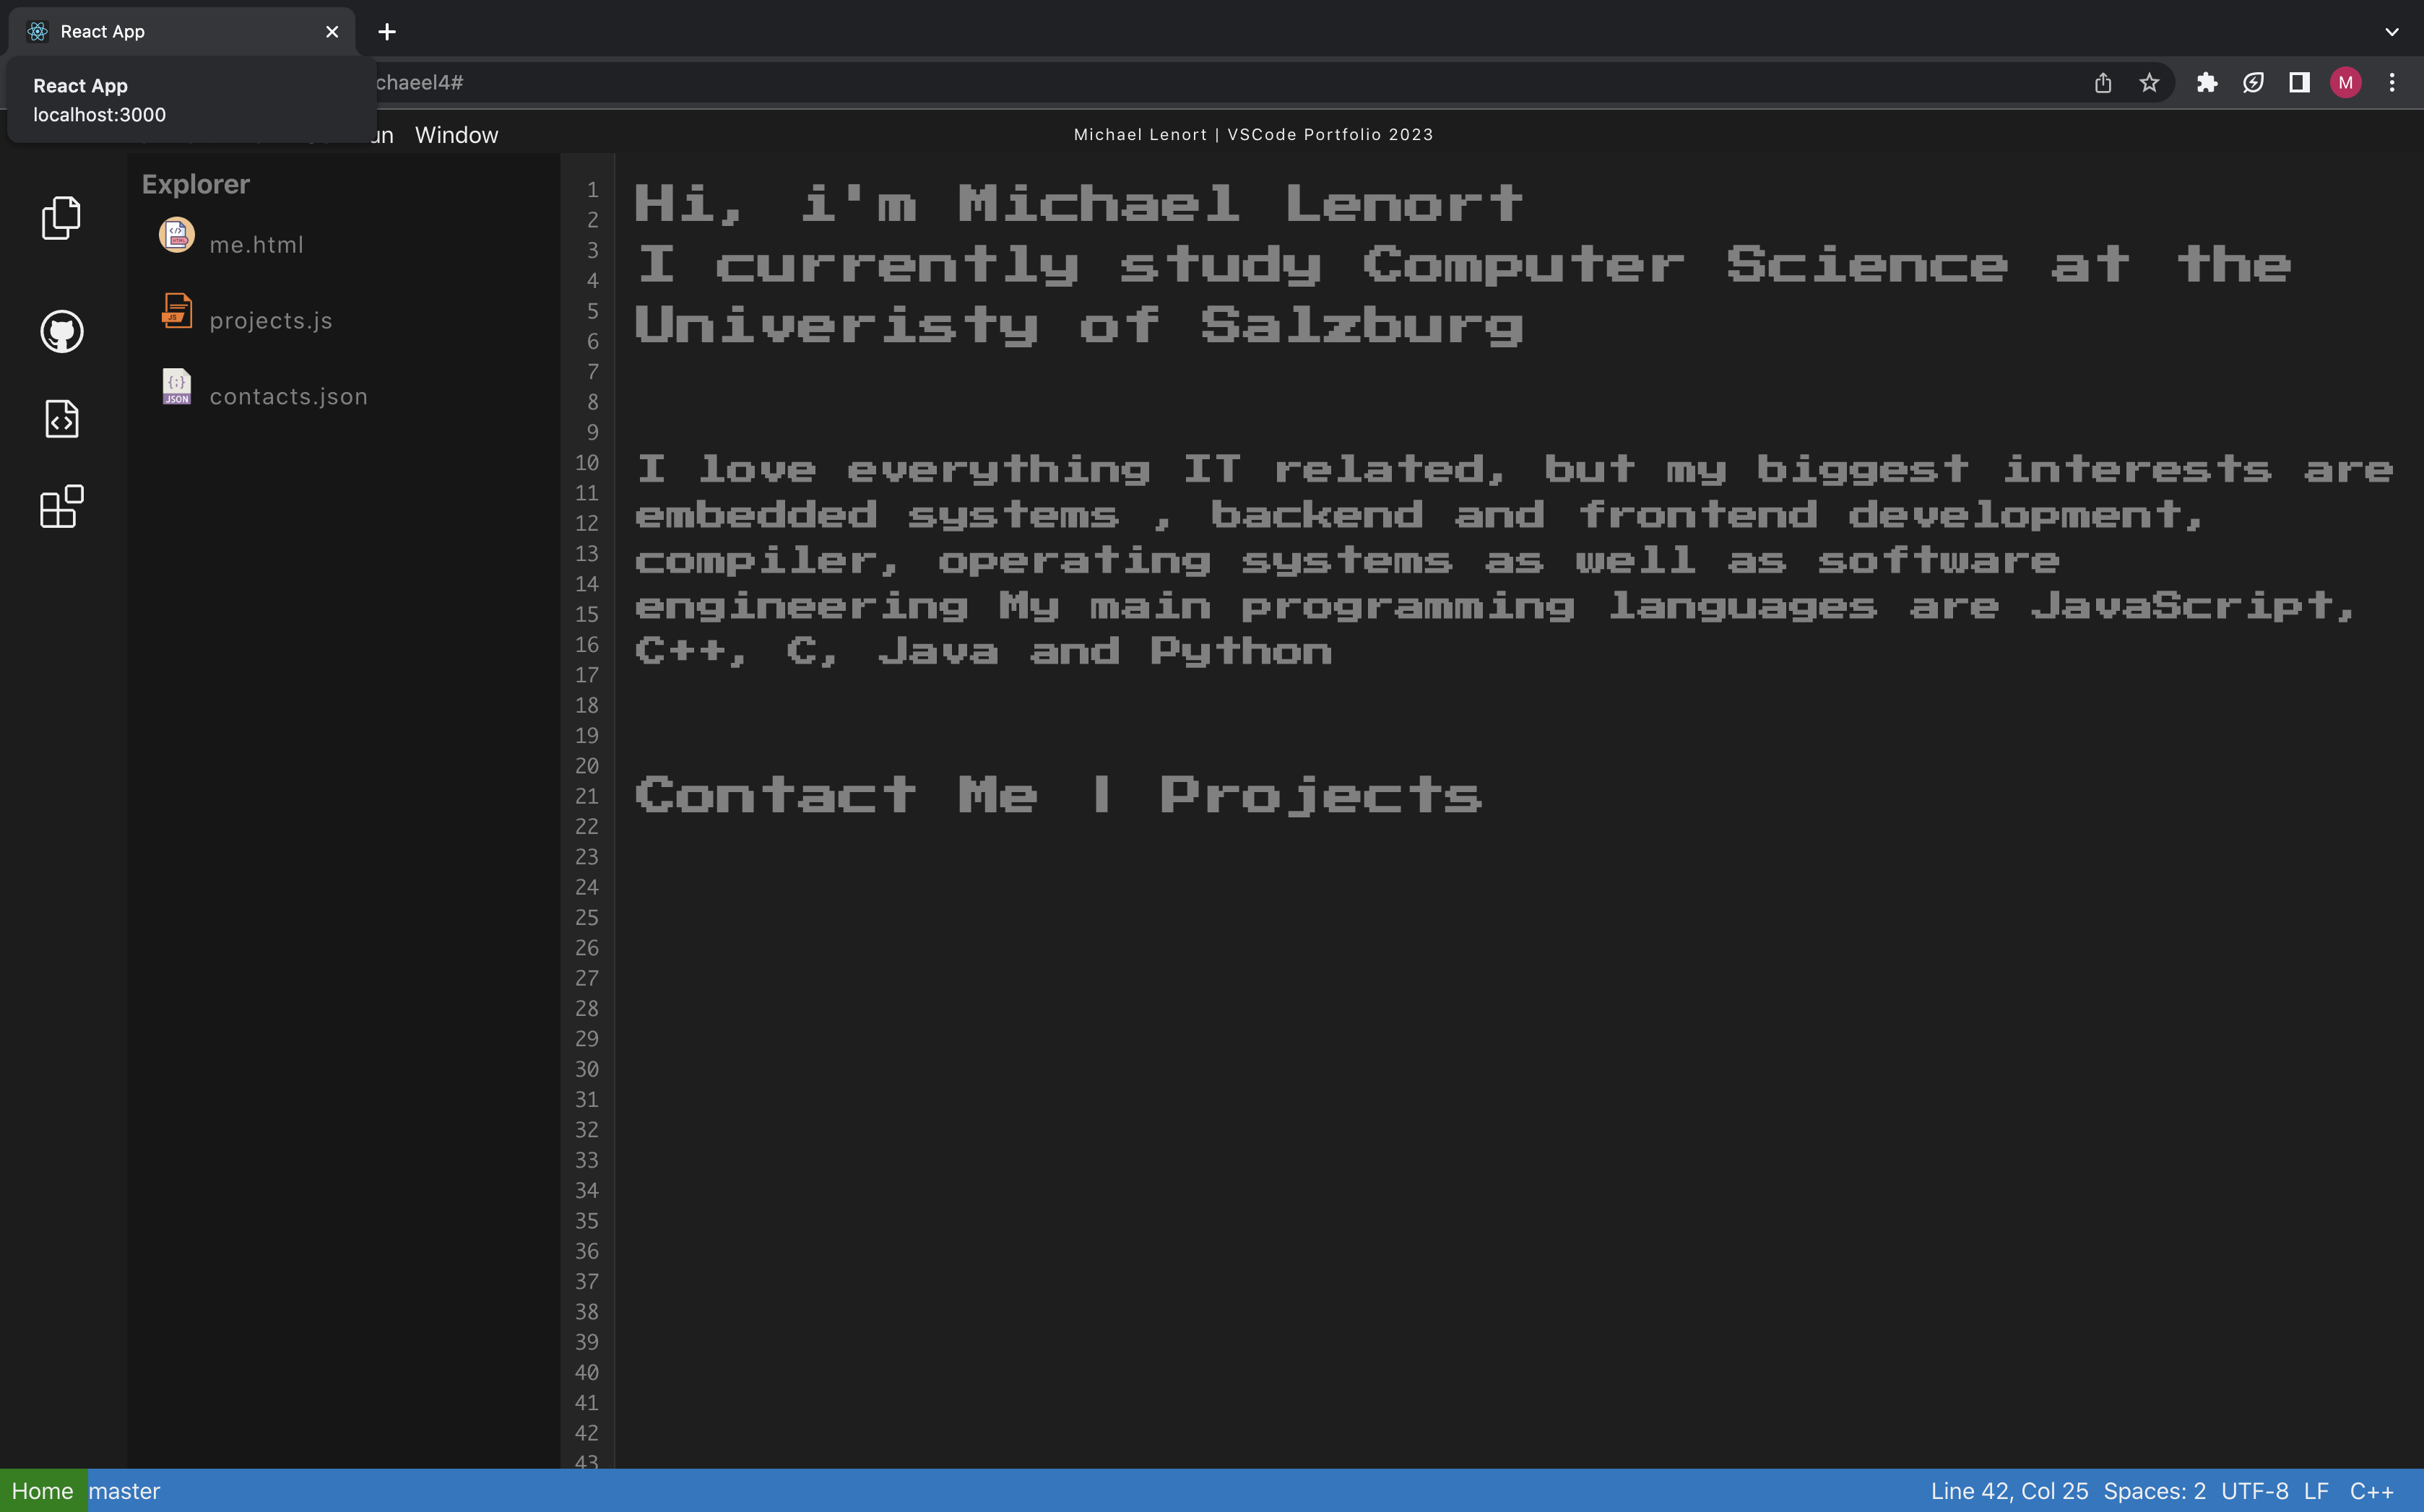 React App
React App
localhost:3000
chaeel4#
M
un Window
Michael Lenort | VSCode Portfolio 2023
Explorer
me.html
projects.js
JS
contacts.json
{;}
JSON
1
2
3
4
5
6
7
8
9
10
11
12
13
14
15
16
17
18
19
20
21
22
23
24
25
26
27
28
29
30
31
32
33
34
35
36
37
38
39
40
41
42
43
Hi, i'm Michael Lenort
I currently study Computer Science at the
Univeristy of Salzburg
I love everything IT related, but my biggest interests are
embedded systems , backend and frontend development,
compiler, operating systems as well as software
engineering My main programming languages are JavaScript,
C++, C, Java and Python
Contact Me | Projects
Home master
Line 42, Col 25 Spaces: 2 UTF-8 LF C++